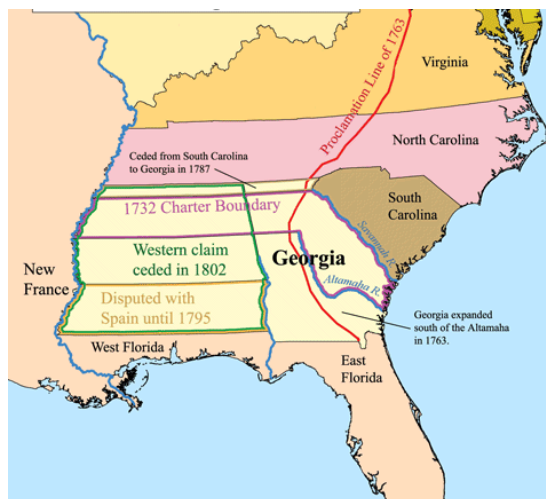 Virginia
Proclamation Line of 1763
North Carolina
Ceded from South Carolina
to Georgia in 1787
South
Carolina
1732 Charter Boundary
Savannah R.
Western claim
ceded in 1802
Georgia
New
France
Altamaha R.
Disputed with
Spain until 1795
Georgia expanded
south of the Altamaha
in 1763.
West Florida
East
Florida